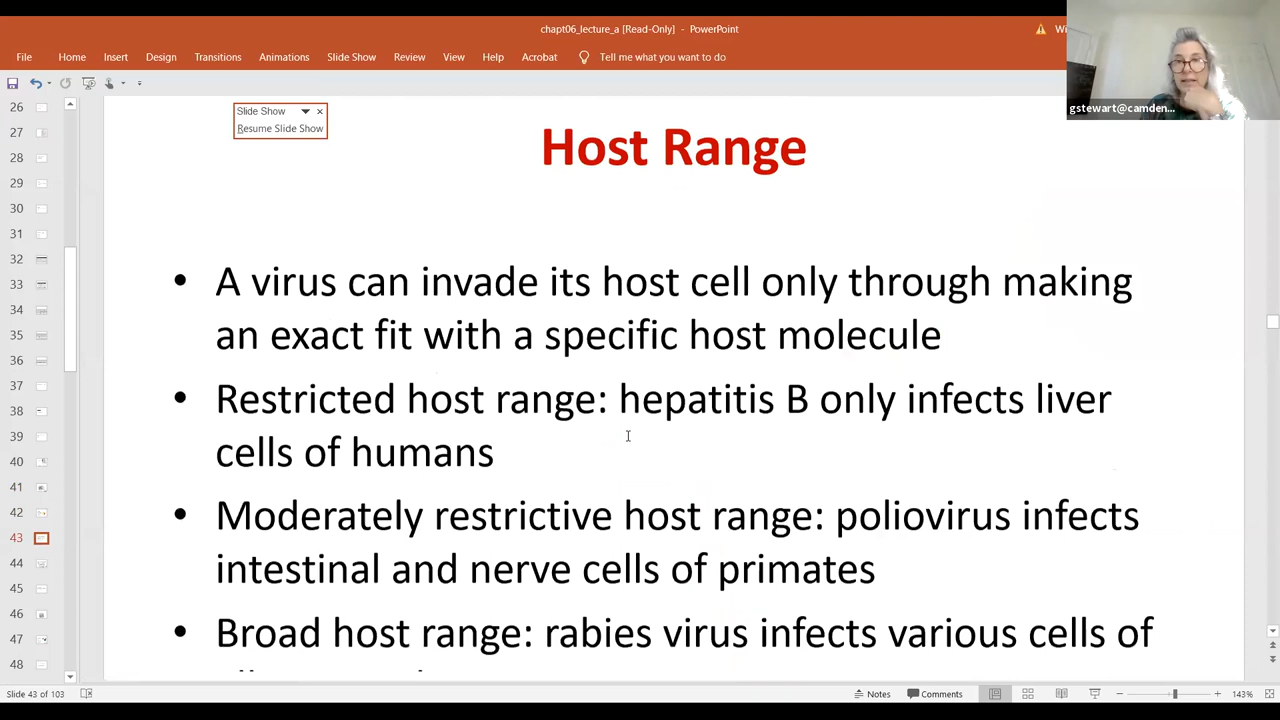 chapt06_lecture_a [Read-Only] - PowerPoint
File Home Insert Design Transitions Animations Slide Show Review View Help Acrobat Tell me what you want to do
gstewart@camden...
Slide Show
Resume Slide Show
26
27
28
29
30
31
32
33
34
35
36
37
38
39
40
41
42
43
44
45
46
47
48
Host Range
• A virus can invade its host cell only through making
an exact fit with a specific host molecule
• Restricted host range: hepatitis B only infects liver
cells of humans
• Moderately restrictive host range: poliovirus infects
intestinal and nerve cells of primates
• Broad host range: rabies virus infects various cells of
Slide 43 of 103 Notes Comments 143%